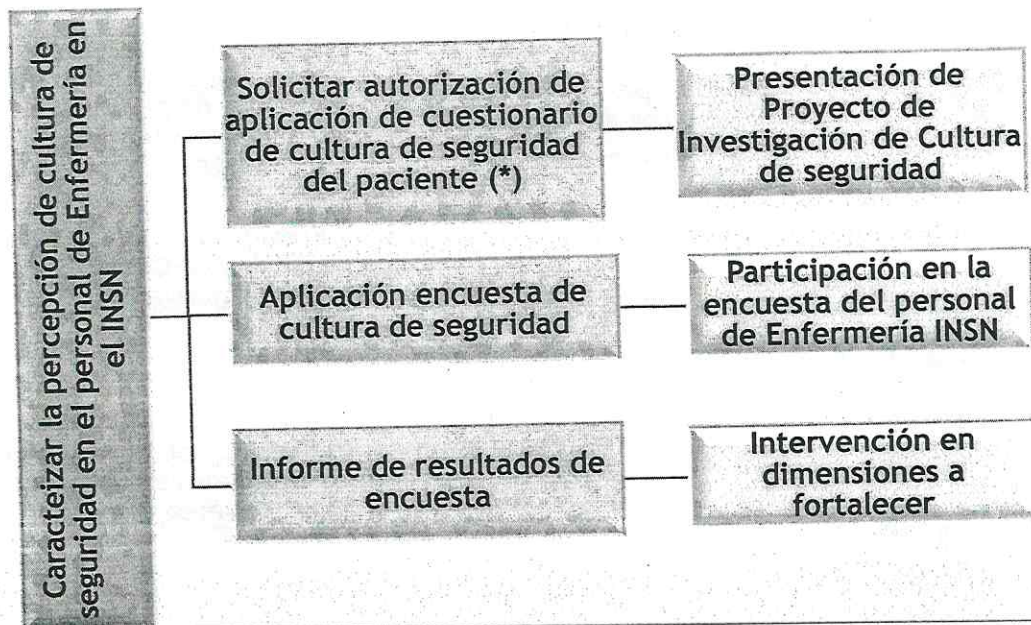 Caracteizar la percepción de cultura de
seguridad en el personal de Enfermería en
el INSN
Solicitar autorización de
aplicación de cuestionario
de cultura de seguridad
del paciente (*)
Presentación de
Proyecto de
Investigación de Cultura
de seguridad
Aplicación encuesta de
cultura de seguridad
Participación en la
encuesta del personal
de Enfermería INSN
Informe de resultados de
encuesta
Intervención en
dimensiones a
fortalecer